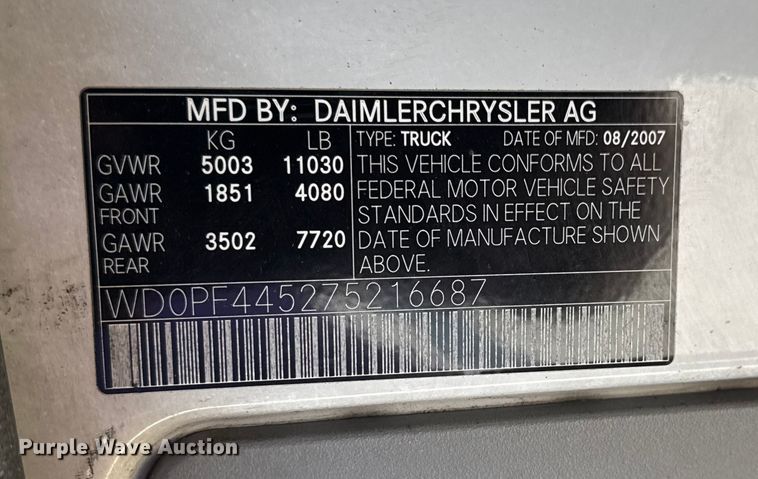 MFD BY: DAIMLERCHRYSLER AG
KG LB
GVWR 5003 11030
GAWR 1851 4080
FRONT
GAWR 3502 7720
REAR
TYPE: TRUCK DATE OF MFD: 08/2007
THIS VEHICLE CONFORMS TO ALL
FEDERAL MOTOR VEHICLE SAFETY
STANDARDS IN EFFECT ON THE
DATE OF MANUFACTURE SHOWN
ABOVE.
WD0PF445275216687
Purple Wave Auction